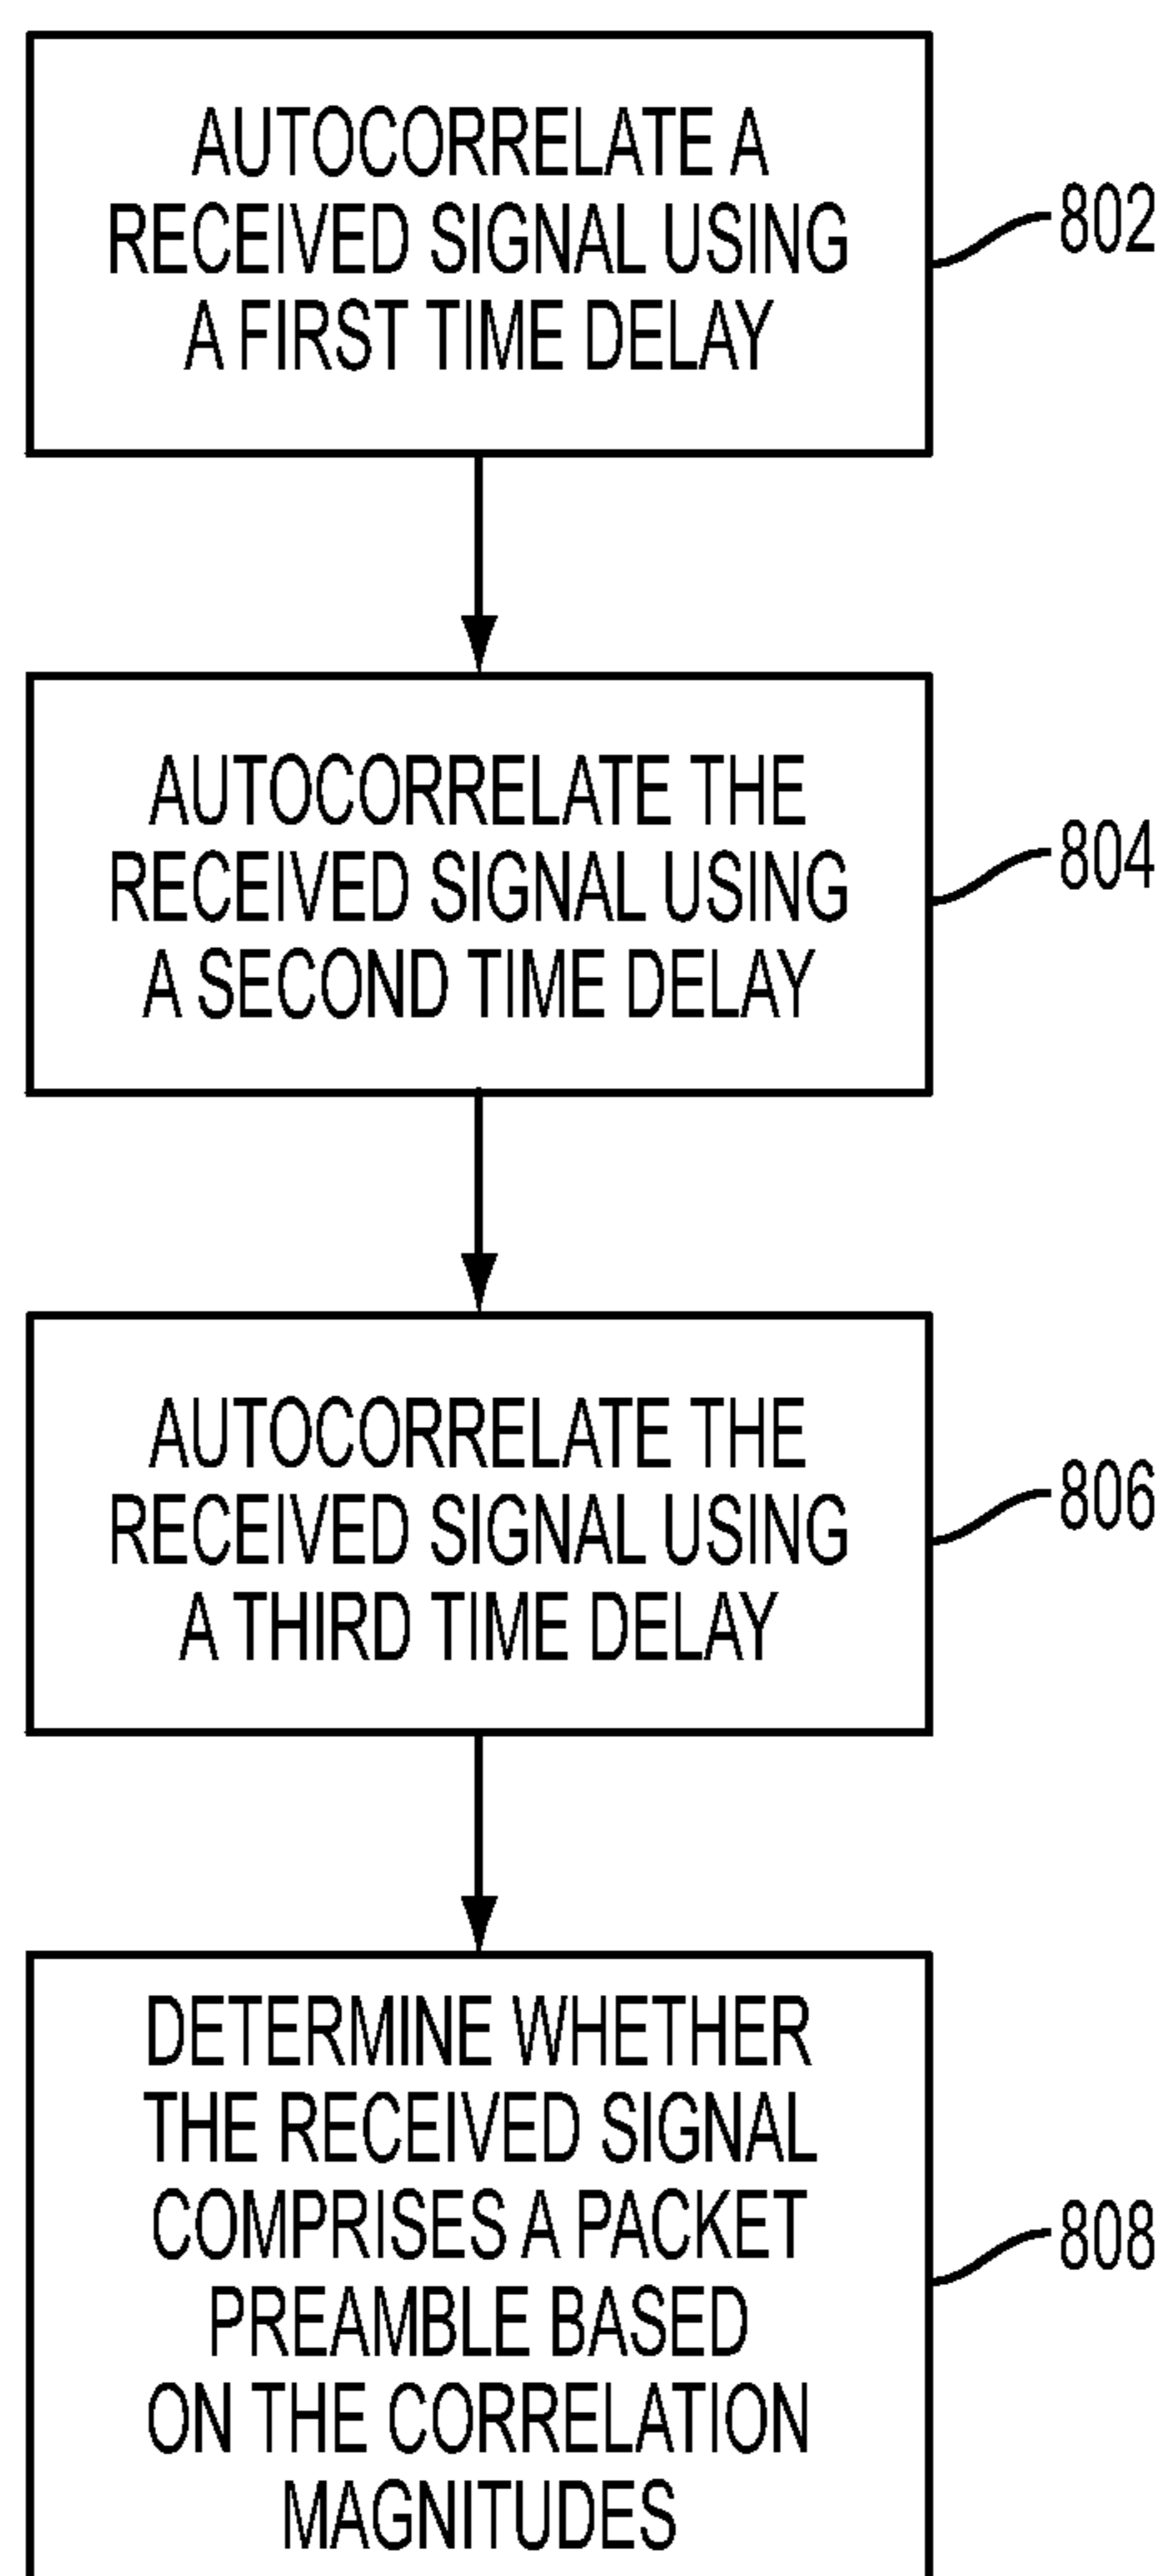 AUTOCORRELATE A
RECEIVED SIGNAL USING
A FIRST TIME DELAY
802
AUTOCORRELATE THE
RECEIVED SIGNAL USING
A SECOND TIME DELAY
804
AUTOCORRELATE THE
RECEIVED SIGNAL USING
A THIRD TIME DELAY
806
DETERMINE WHETHER
THE RECEIVED SIGNAL
COMPRISES A PACKET
PREAMBLE BASED
ON THE CORRELATION
MAGNITUDES
808